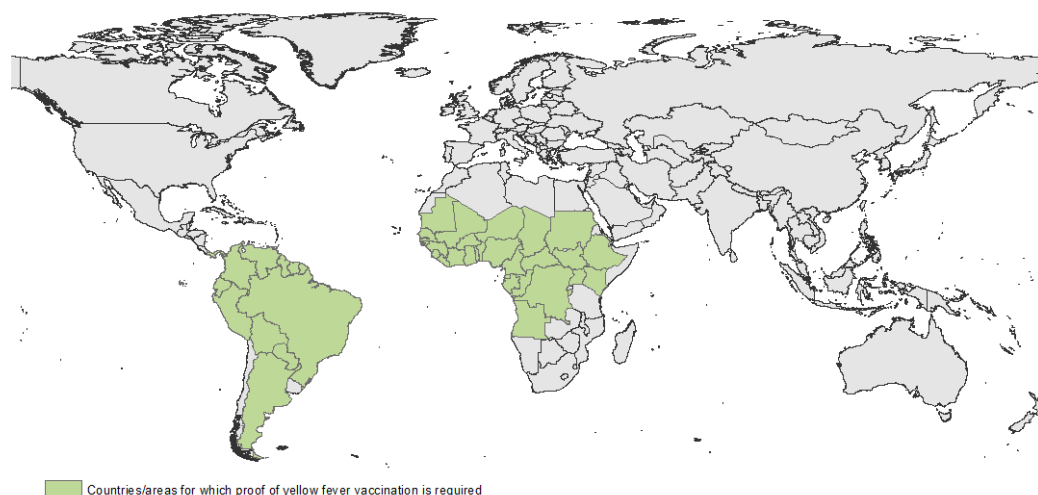 Countries/areas for which proof of yellow fever vaccination is required